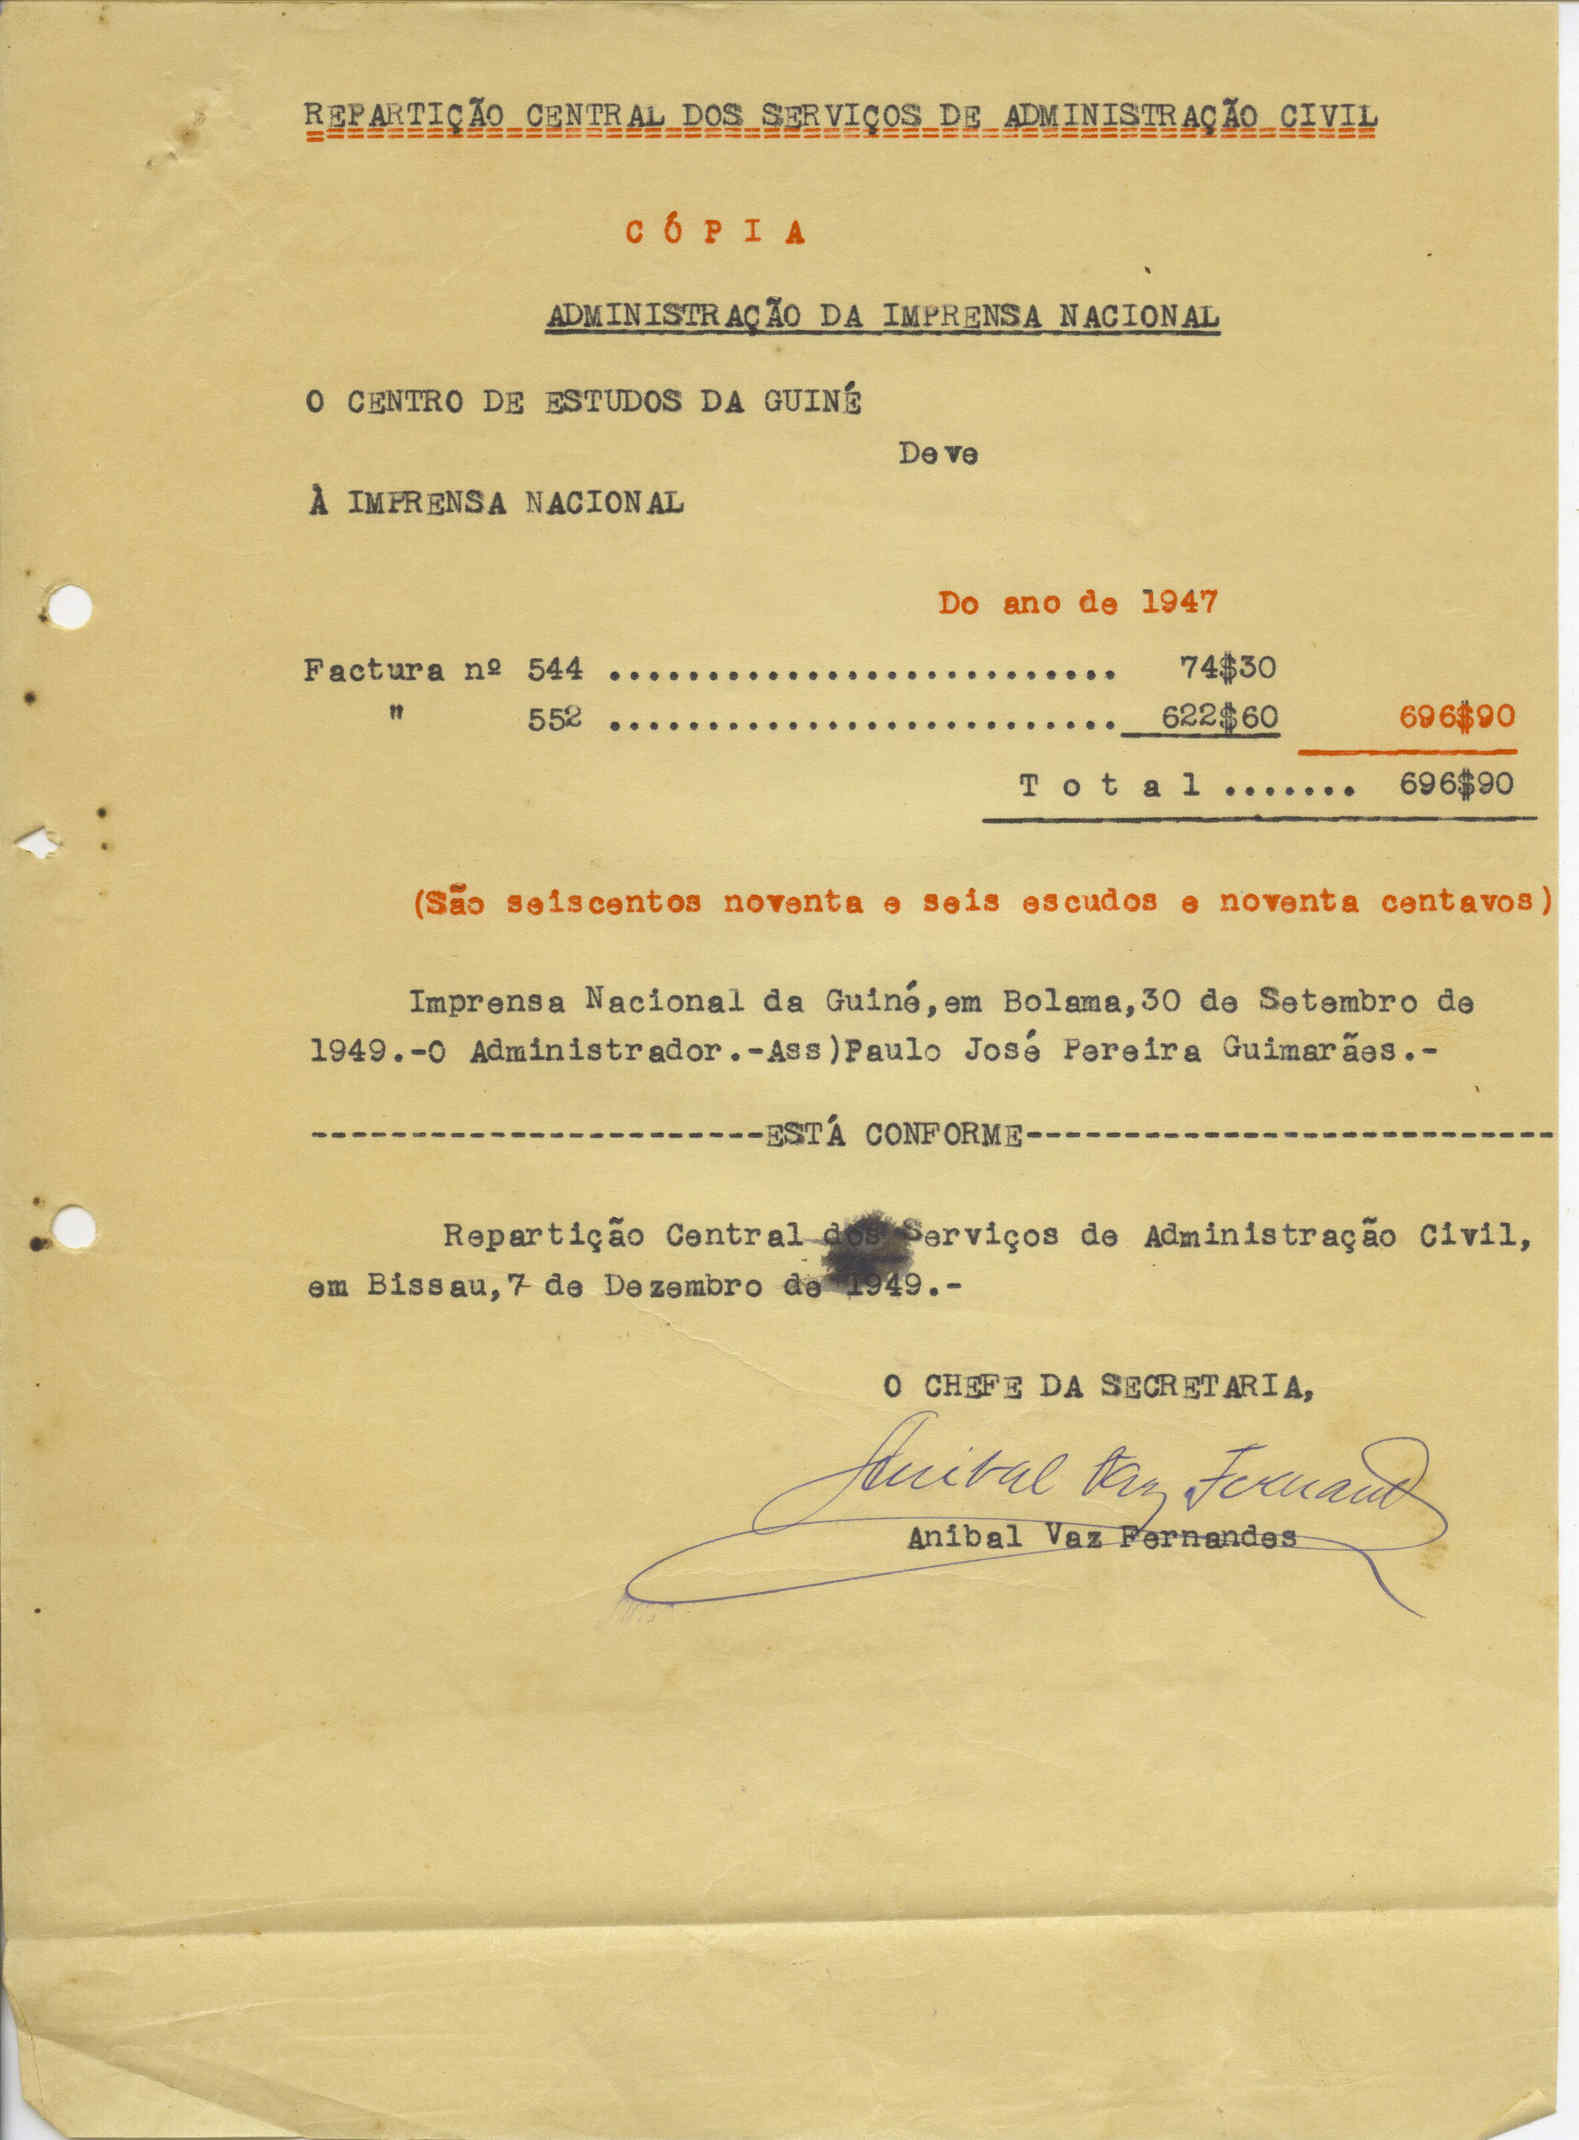 REPARTIÇÃO CENTRAL DOS SERVIÇOS DE ADMINISTRAÇÃO CIVIL
CÓPIA
ADMINISTRAÇÃO DA IMPRENSA NACIONAL
O CENTRO DE ESTUDOS DA GUINÉ
Deve
À IMPRENSA NACIONAL
Do ano de 1947
Factura nº 544 .......................... 74$30
" 552 .......................... 622$60 696$90
Total ....... 696$90
(São seiscentos noventa e seis escudos e noventa centavos)
Imprensa Nacional da Guiné,em Bolama,30 de Setembro de
1949.-O Administrador.-Ass)Paulo José Pereira Guimarães.-
-----------------------ESTÁ CONFORME---------------------------
Repartição Central dos Serviços de Administração Civil,
em Bissau,7 de Dezembro de 1949.-
O CHEFE DA SECRETARIA,
Anibal Vaz Fernandes
Anibal Vaz Fernandes